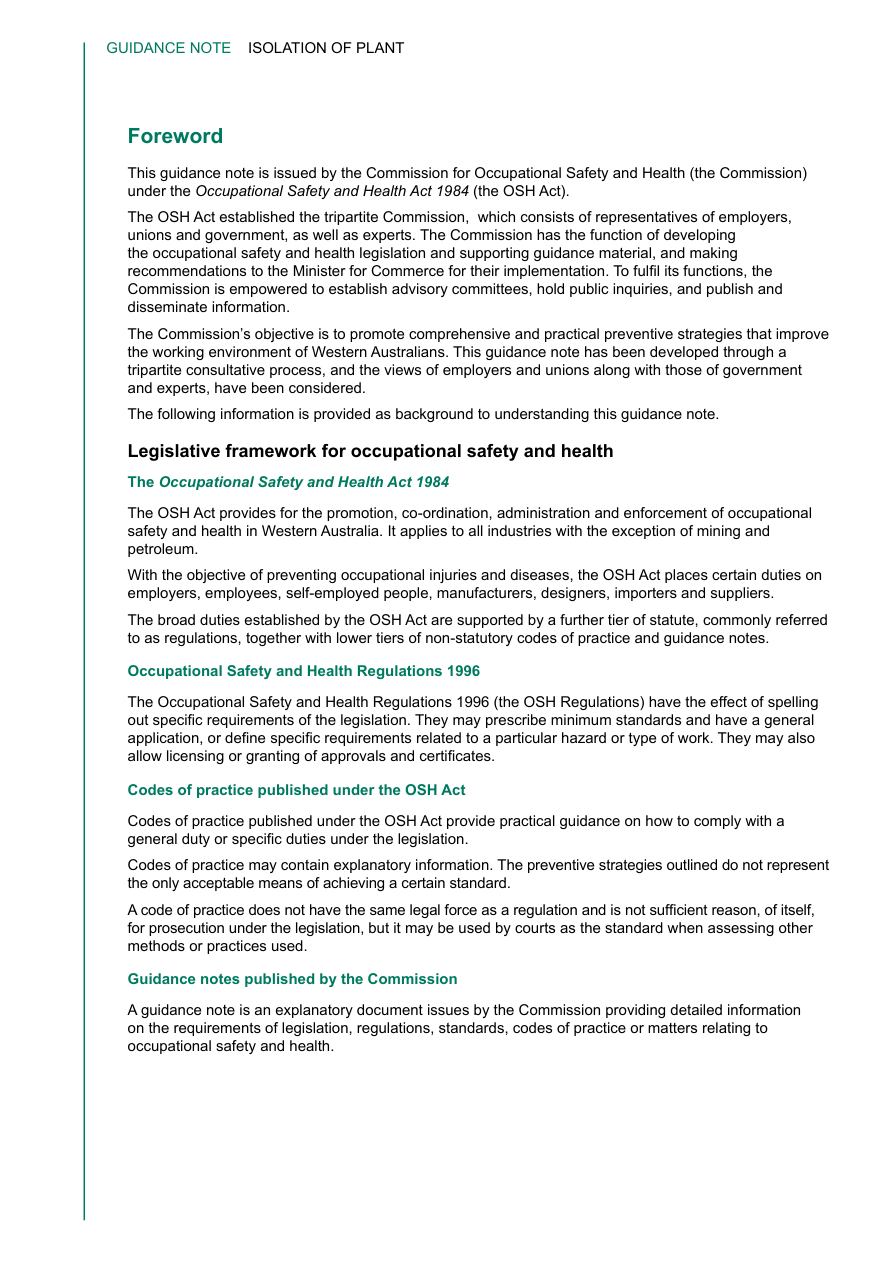 GUIDANCE NOTE ISOLATION OF PLANT
Foreword
This guidance note is issued by the Commission for Occupational Safety and Health (the Commission)
under the Occupational Safety and Health Act 1984 (the OSH Act).
The OSH Act established the tripartite Commission,  which consists of representatives of employers,
unions and government, as well as experts. The Commission has the function of developing
the occupational safety and health legislation and supporting guidance material, and making
recommendations to the Minister for Commerce for their implementation. To fulfil its functions, the
Commission is empowered to establish advisory committees, hold public inquiries, and publish and
disseminate information.
The Commission’s objective is to promote comprehensive and practical preventive strategies that improve
the working environment of Western Australians. This guidance note has been developed through a
tripartite consultative process, and the views of employers and unions along with those of government
and experts, have been considered.
The following information is provided as background to understanding this guidance note.
Legislative framework for occupational safety and health
The Occupational Safety and Health Act 1984
The OSH Act provides for the promotion, co-ordination, administration and enforcement of occupational
safety and health in Western Australia. It applies to all industries with the exception of mining and
petroleum.
With the objective of preventing occupational injuries and diseases, the OSH Act places certain duties on
employers, employees, self-employed people, manufacturers, designers, importers and suppliers.
The broad duties established by the OSH Act are supported by a further tier of statute, commonly referred
to as regulations, together with lower tiers of non-statutory codes of practice and guidance notes.
Occupational Safety and Health Regulations 1996
The Occupational Safety and Health Regulations 1996 (the OSH Regulations) have the effect of spelling
out specific requirements of the legislation. They may prescribe minimum standards and have a general
application, or define specific requirements related to a particular hazard or type of work. They may also
allow licensing or granting of approvals and certificates.
Codes of practice published under the OSH Act
Codes of practice published under the OSH Act provide practical guidance on how to comply with a
general duty or specific duties under the legislation.
Codes of practice may contain explanatory information. The preventive strategies outlined do not represent
the only acceptable means of achieving a certain standard.
A code of practice does not have the same legal force as a regulation and is not sufficient reason, of itself,
for prosecution under the legislation, but it may be used by courts as the standard when assessing other
methods or practices used.
Guidance notes published by the Commission
A guidance note is an explanatory document issues by the Commission providing detailed information
on the requirements of legislation, regulations, standards, codes of practice or matters relating to
occupational safety and health.